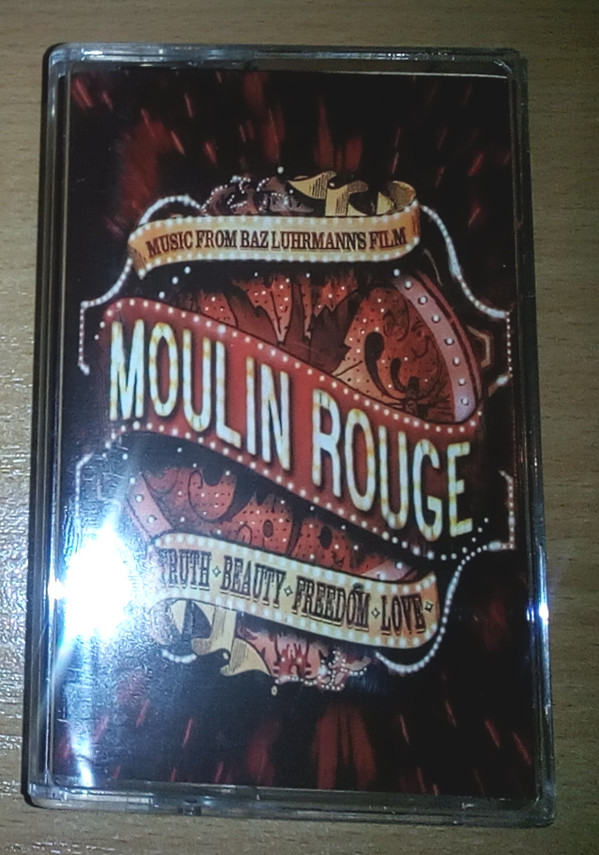 MUSIC FROM BAZ LUHRMANN'S FILM
MOULIN ROUGE
TRUTH · BEAUTY · FREEDOM · LOVE